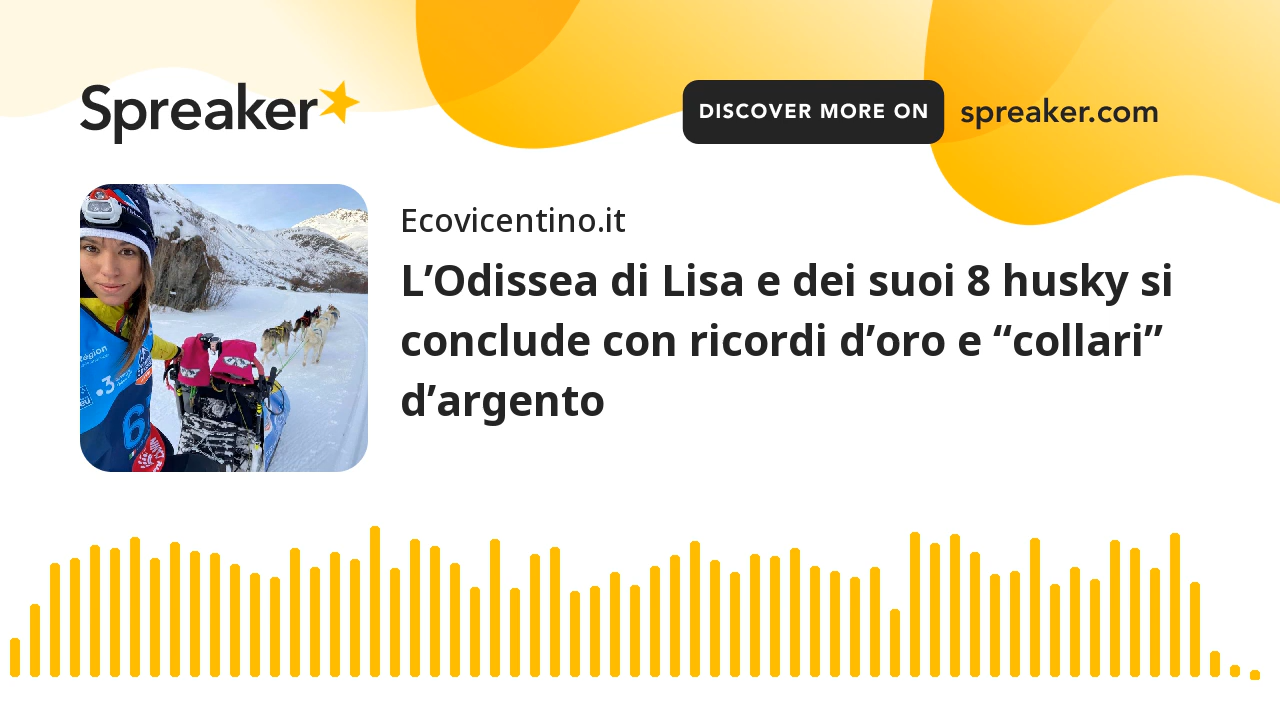 Spreaker
DISCOVER MORE ON
spreaker.com
Ecovicentino.it
L’Odissea di Lisa e dei suoi 8 husky si
conclude con ricordi d’oro e “collari”
d’argento
Région